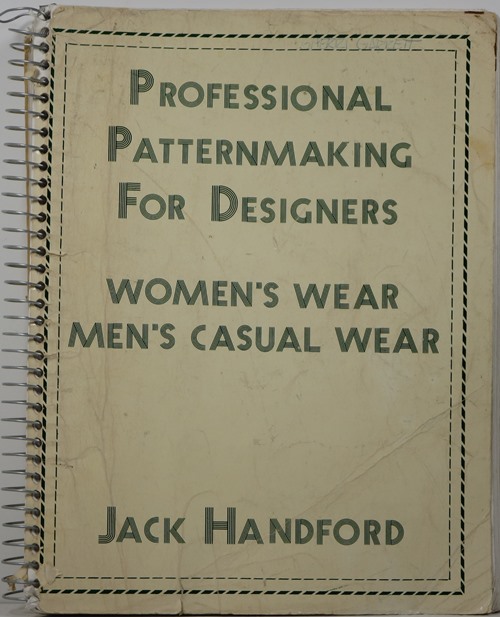 PROFESSIONAL
PATTERNMAKING
FOR DESIGNERS
WOMEN'S WEAR
MEN'S CASUAL WEAR
JACK HANDFORD